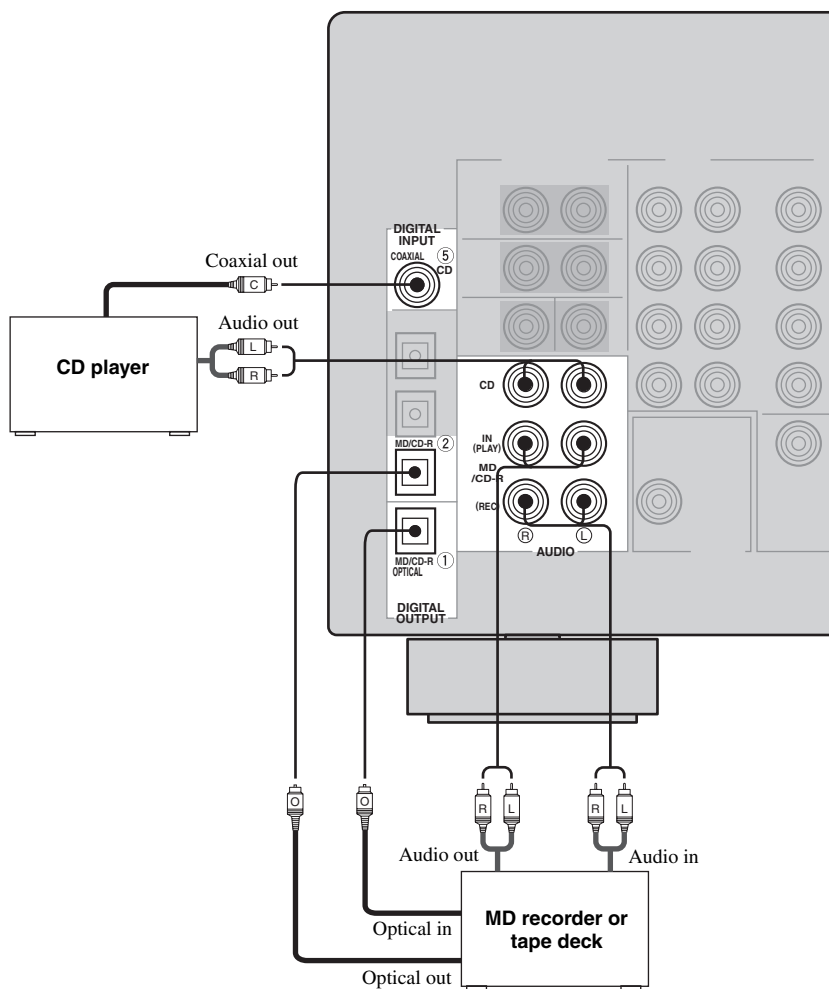 DIGITAL
INPUT
COAXIAL
5
CD
Coaxial out
C
Audio out
L
R
CD player
CD
MD/CD-R
2
IN
(PLAY)
MD
/CD-R
(REC)
R
L
AUDIO
MD/CD-R
1
OPTICAL
DIGITAL
OUTPUT
O
O
R
L
R
L
Audio out
Audio in
Optical in
MD recorder or
tape deck
Optical out